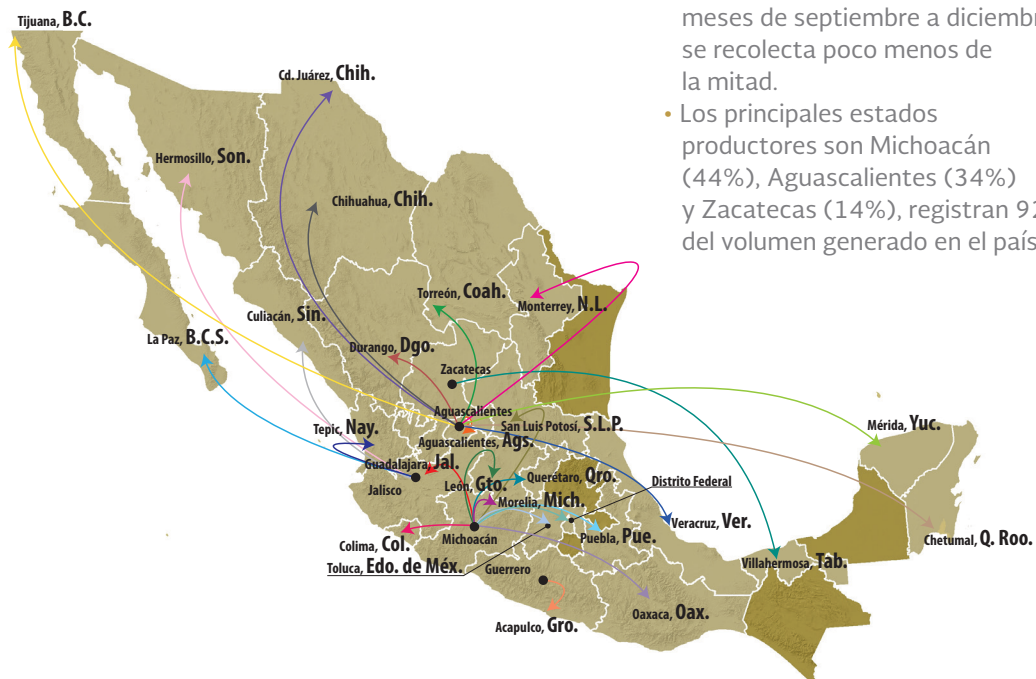 meses de septiembre a diciembre
se recolecta poco menos de
la mitad.
• Los principales estados
productores son Michoacán
(44%), Aguascalientes (34%)
y Zacatecas (14%), registran 92
del volumen generado en el país
Tijuana, B.C.
Cd. Juárez, Chih.
Hermosillo, Son.
Chihuahua, Chih.
Torreón, Coah.
Monterrey, N.L.
Culiacán, Sin.
La Paz, B.C.S.
Durango, Dgo.
Zacatecas
Aguascalientes
San Luis Potosí, S.L.P.
Mérida, Yuc.
Tepic, Nay.
Aguascalientes, Ags.
Guadalajara, Jal.
Jalisco
León, Gto.
Querétaro, Qro.
Distrito Federal
Morelia, Mich.
Veracruz, Ver.
Michoacán
Puebla, Pue.
Chetumal, Q. Roo.
Colima, Col.
Toluca, Edo. de Méx.
Guerrero
Villahermosa, Tab.
Oaxaca, Oax.
Acapulco, Gro.